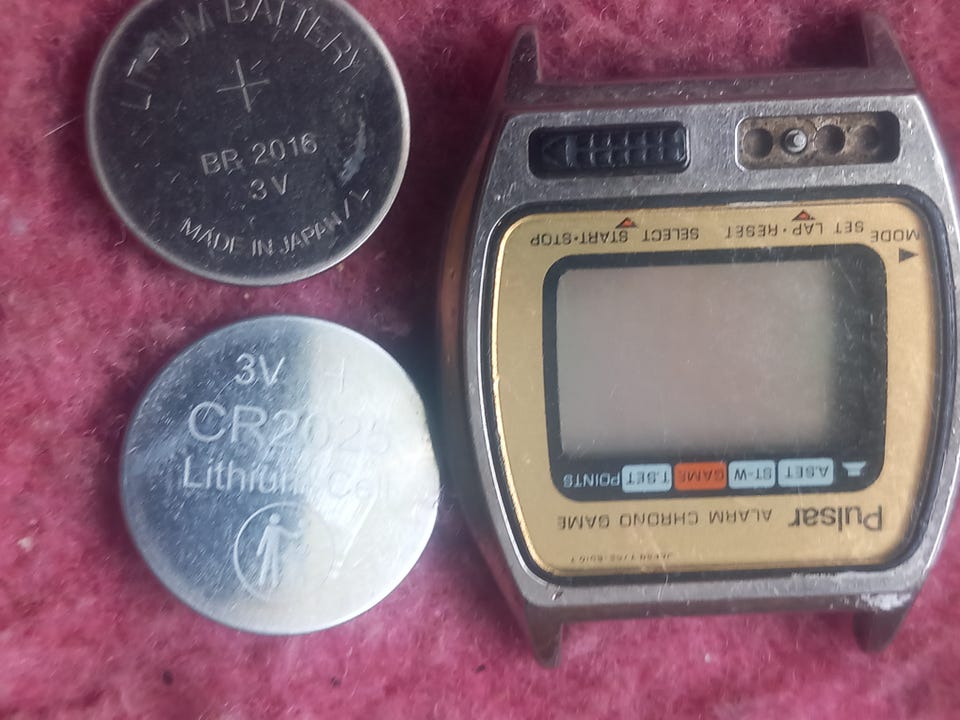 LITHIUM BATTERY
+
BR 2016
3V
MADE IN JAPAN
3V H
CR2025
Lithium Cell
Pulsar
ALARM CHRONO GAME
A.SET ST-W GAME T.SET POINTS
MODE SET LAP·RESET SELECT START·STOP